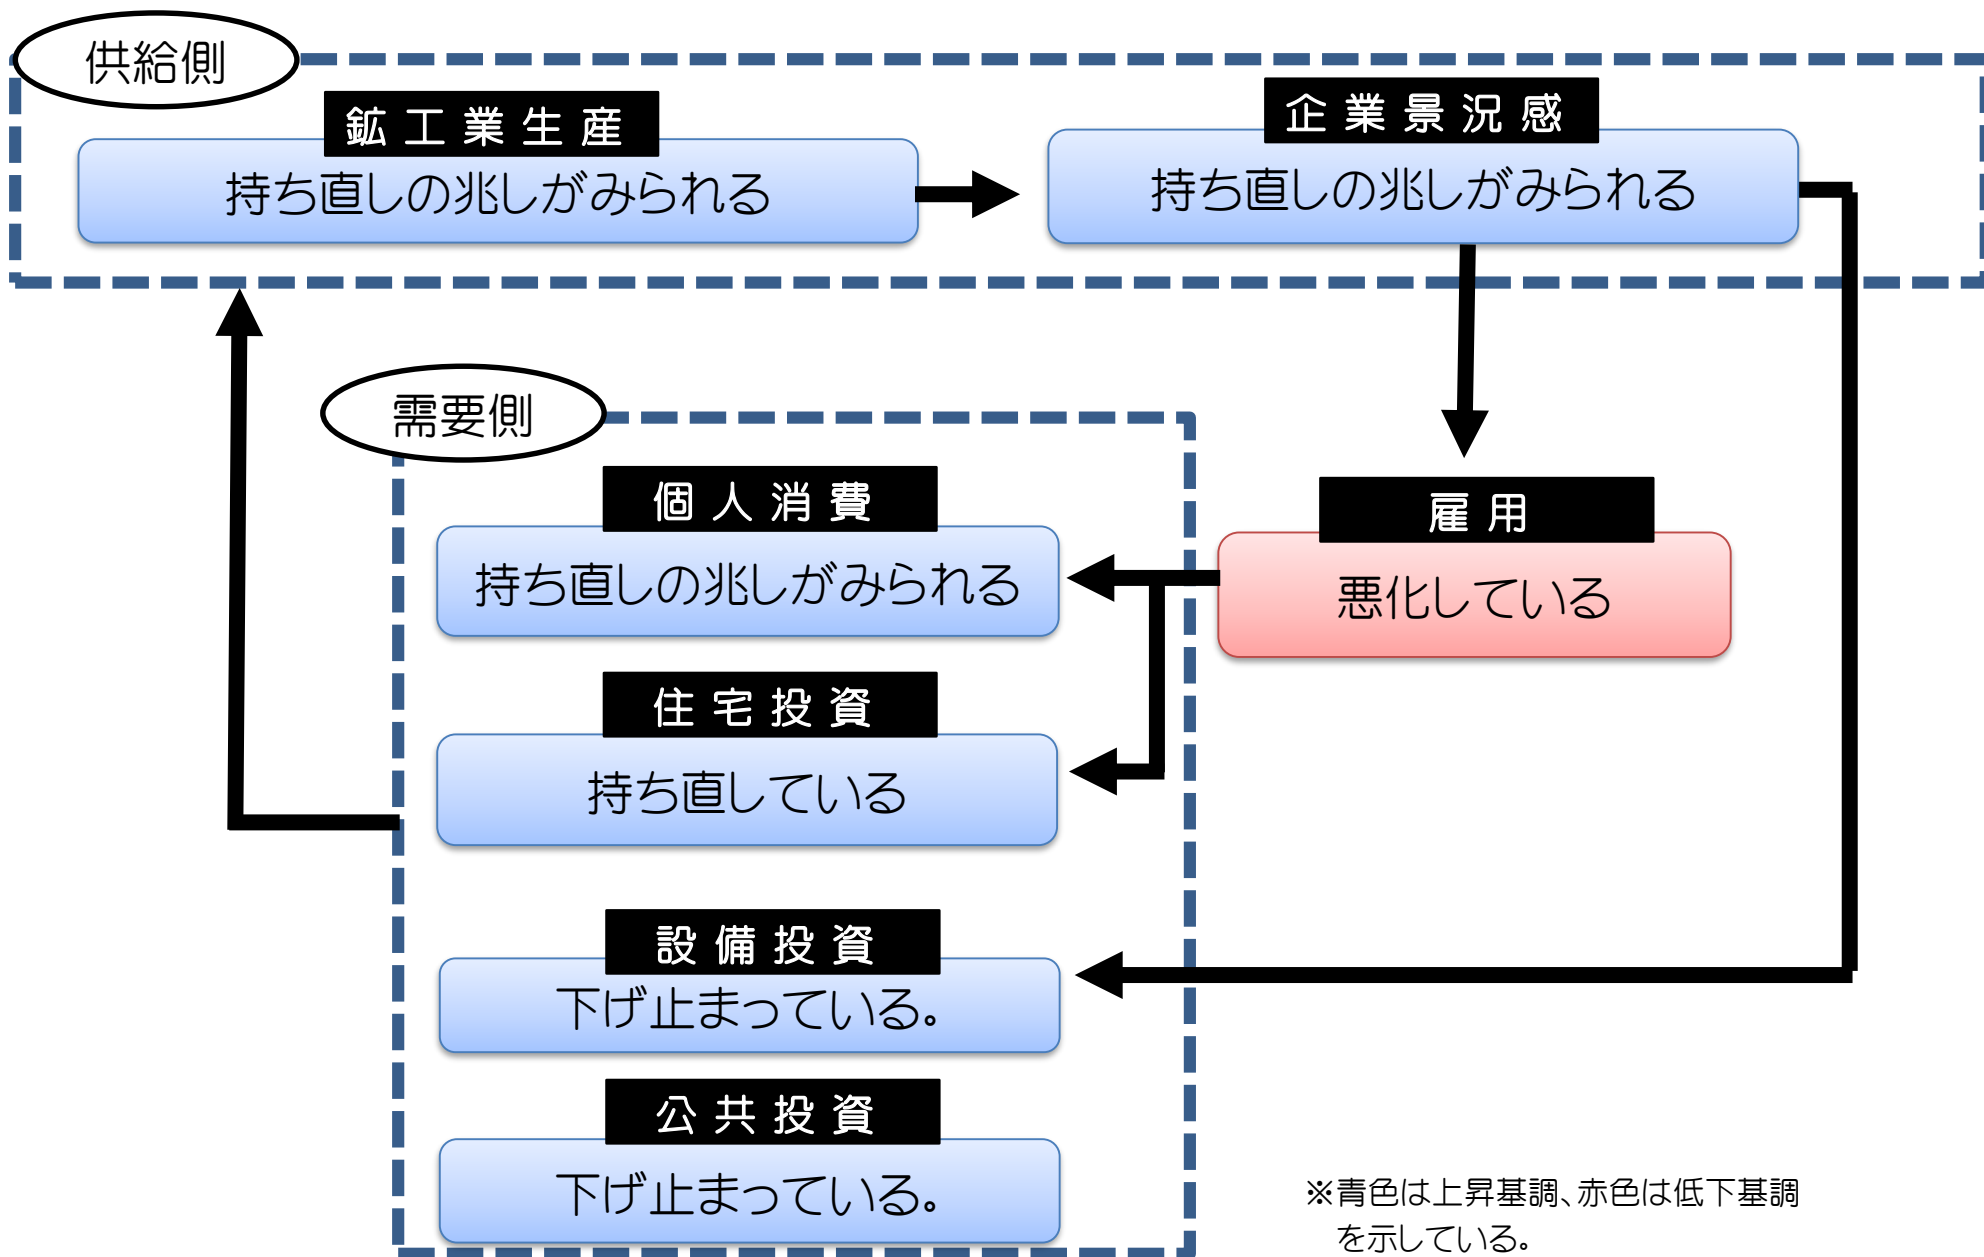 供給側
鉱工業生産
持ち直しの兆しがみられる
企業景況感
持ち直しの兆しがみられる
需要側
個人消費
持ち直しの兆しがみられる
雇用
悪化している
住宅投資
持ち直している
設備投資
下げ止まっている。
公共投資
下げ止まっている。
※青色は上昇基調、赤色は低下基調
を示している。